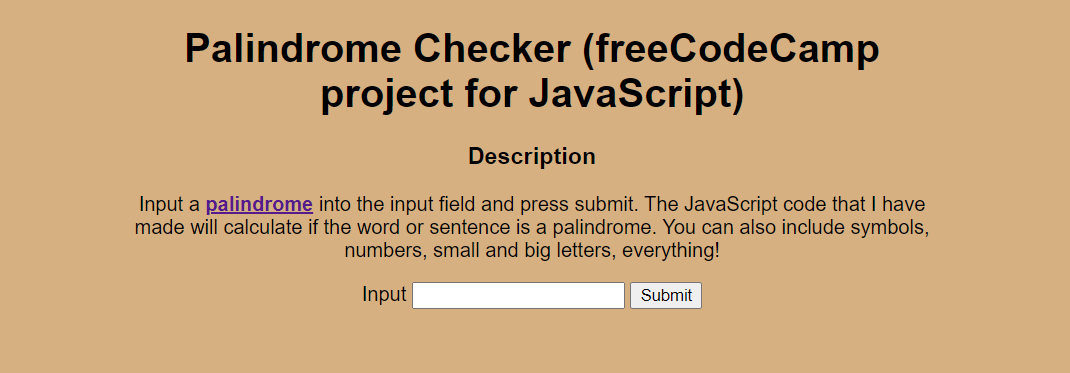 Palindrome Checker (freeCodeCamp
project for JavaScript)
Description
Input a palindrome into the input field and press submit. The JavaScript code that I have
made will calculate if the word or sentence is a palindrome. You can also include symbols,
numbers, small and big letters, everything!
Input Submit